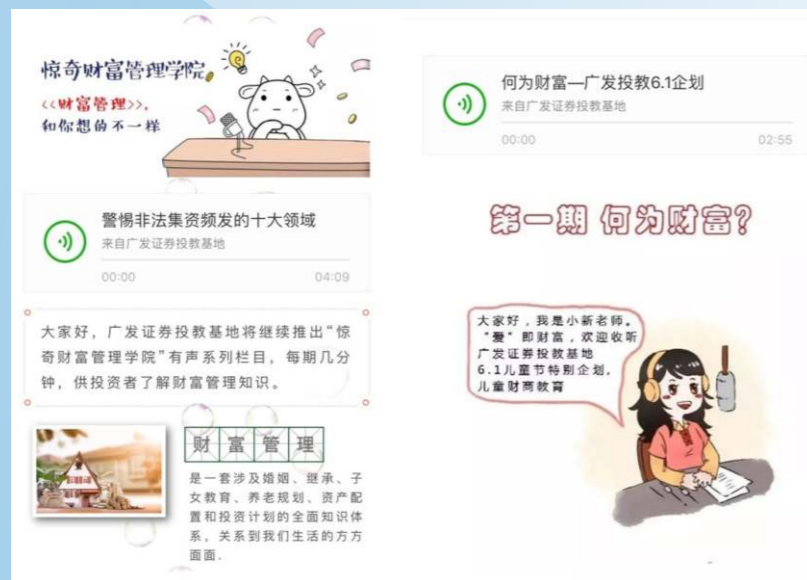 惊奇财富管理学院
<<财富管理>>,
和你想的不一样
警惕非法集资频发的十大领域
来自广发证券投教基地
00:00 04:09
大家好，广发证券投教基地将继续推出“惊
奇财富管理学院”有声系列栏目，每期几分
钟，供投资者了解财富管理知识。
财富管理
是一套涉及婚姻、继承、子
女教育、养老规划、资产配
置和投资计划的全面知识体
系，关系到我们生活的方方
面面.
何为财富—广发投教6.1企划
来自广发证券投教基地
00:00 02:55
第一期 何为财富?
大家好，我是小新老师。
“爱”即财富，欢迎收听
广发证券投教基地
6.1儿童节特别企划，
儿童财商教育